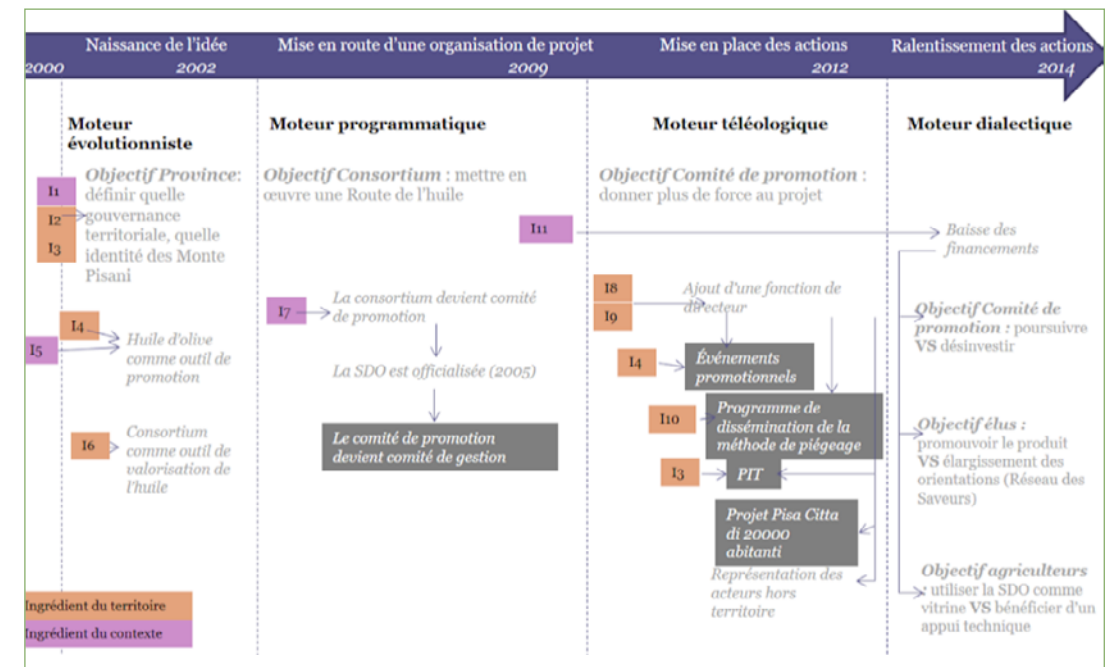 Naissance de l'idée
Mise en route d'une organisation de projet
Mise en place des actions
Ralentissement des actions
2000
2002
2009
2012
2014
Moteur
évolutionniste
Objectif Province:
définir quelle
gouvernance
territoriale, quelle
identité des Monte
Pisani
I1
I2
I3
I4
I5
Huile d'olive
comme outil de
promotion
I6
Consortium
comme outil de
valorisation de
l'huile
Moteur programmatique
Objectif Consortium : mettre en
œuvre une Route de l'huile
I11
I7
La consortium devient comité
de promotion
La SDO est officialisée (2005)
Le comité de promotion
devient comité de gestion
Moteur téléologique
Objectif Comité de promotion :
donner plus de force au projet
I8
I9
Ajout d'une fonction de
directeur
I4
Événements
promotionnels
I10
Programme de
dissémination de la
méthode de piégeage
I3
PIT
Projet Pisa Citta
di 20000
abitanti
Représentation des
acteurs hors
territoire
Moteur dialectique
Baisse des
financements
Objectif Comité de
promotion : poursuivre
VS désinvestir
Objectif élus :
promouvoir le produit
VS élargissement des
orientations (Réseau des
Saveurs)
Objectif agriculteurs
: utiliser la SDO comme
vitrine VS bénéficier d'un
appui technique
Ingrédient du territoire
Ingrédient du contexte